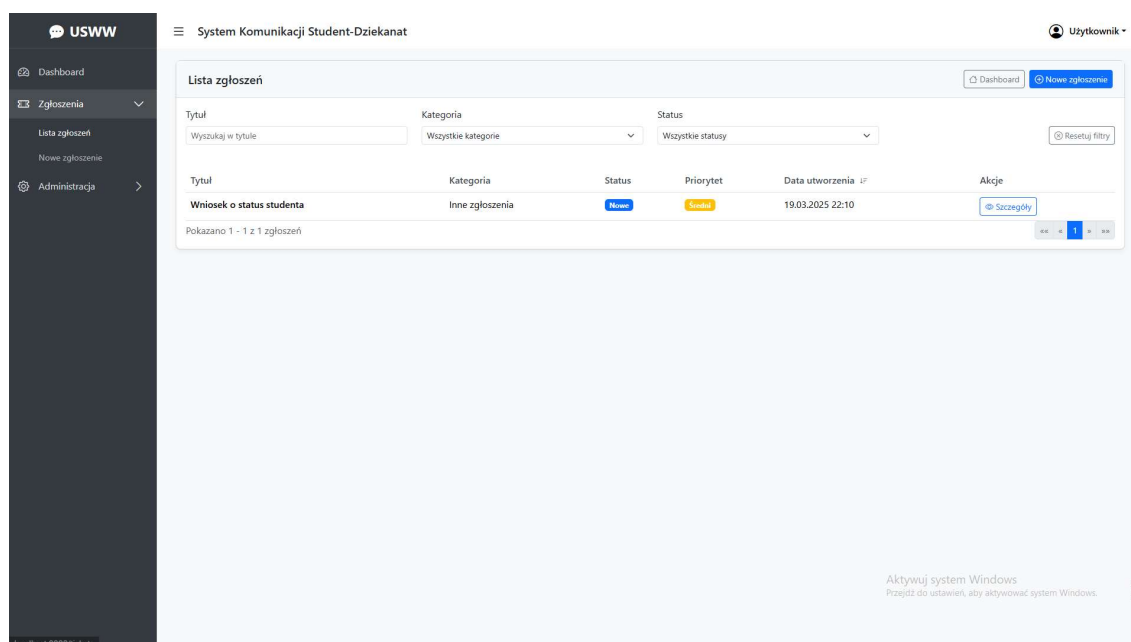 USWW
System Komunikacji Student-Dziekanat
Użytkownik
Dashboard
Zgłoszenia
Lista zgłoszeń
Nowe zgłoszenie
Administracja
Lista zgłoszeń
Dashboard
Nowe zgłoszenie
Tytuł
Kategoria
Status
Wyszukaj w tytule
Wszystkie kategorie
Wszystkie statusy
Resetuj filtry
Tytuł Kategoria Status Priorytet Data utworzenia Akcje
Wniosek o status studenta Inne zgłoszenia Nowe Średni 19.03.2025 22:10 Szczegóły
Pokazano 1 - 1 z 1 zgłoszeń
«« « 1 » »»
Aktywuj system Windows
Przejdź do ustawień, aby aktywować system Windows.